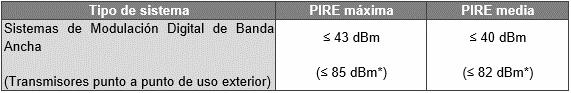 Tipo de sistema PIRE máxima PIRE media
Sistemas de Modulación Digital de Banda ≤ 43 dBm ≤ 40 dBm
Ancha
(Transmisores punto a punto de uso exterior) (≤ 85 dBm*) (≤ 82 dBm*)